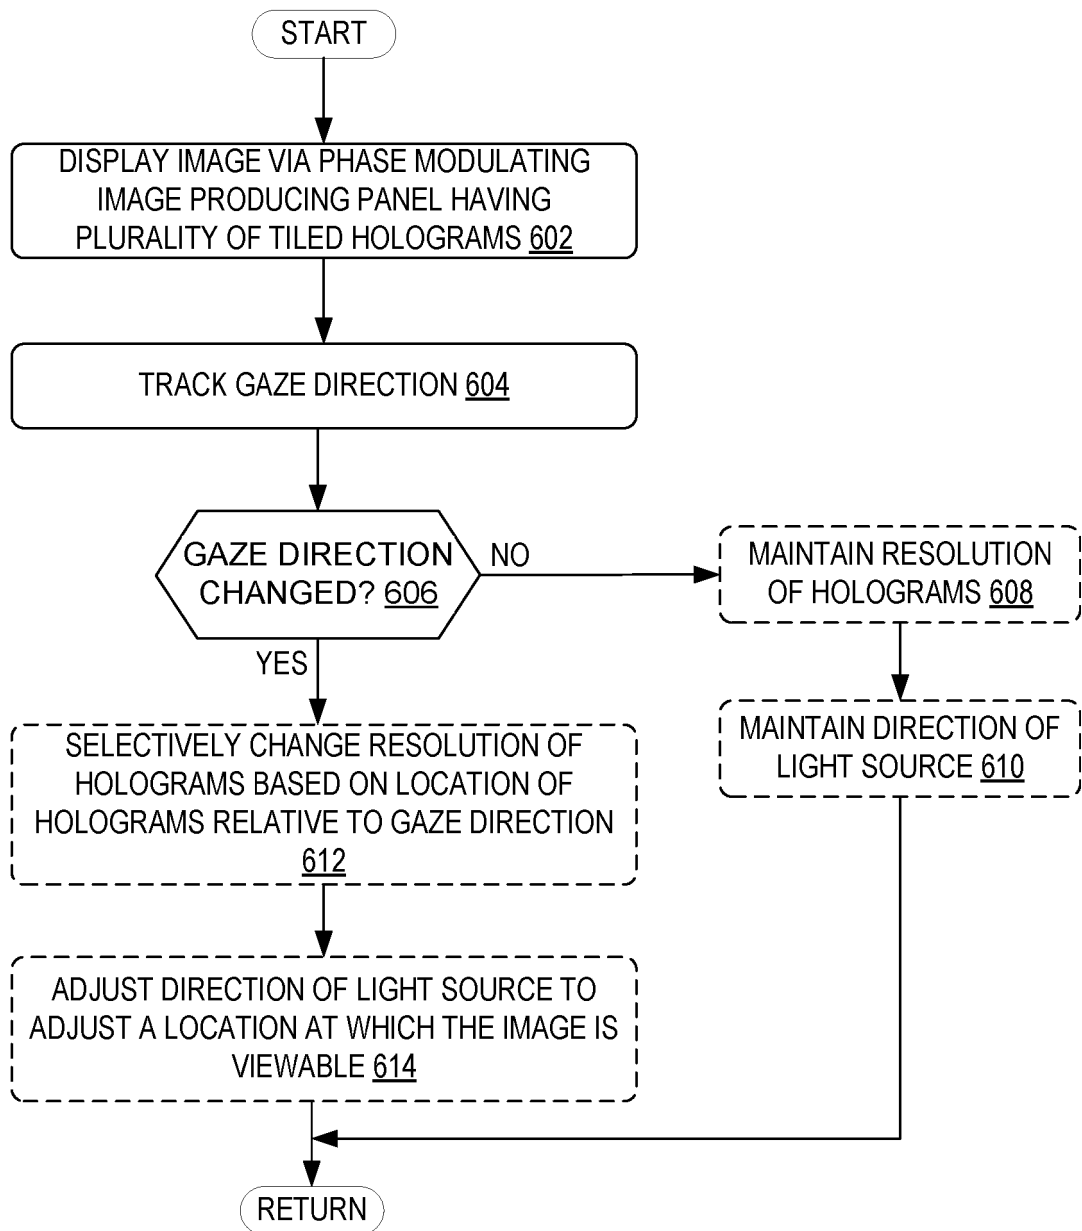 START
DISPLAY IMAGE VIA PHASE MODULATING
IMAGE PRODUCING PANEL HAVING
PLURALITY OF TILED HOLOGRAMS 602
TRACK GAZE DIRECTION 604
GAZE DIRECTION
CHANGED? 606
NO
MAINTAIN RESOLUTION
OF HOLOGRAMS 608
YES
MAINTAIN DIRECTION OF
LIGHT SOURCE 610
SELECTIVELY CHANGE RESOLUTION OF
HOLOGRAMS BASED ON LOCATION OF
HOLOGRAMS RELATIVE TO GAZE DIRECTION
612
ADJUST DIRECTION OF LIGHT SOURCE TO
ADJUST A LOCATION AT WHICH THE IMAGE IS
VIEWABLE 614
RETURN